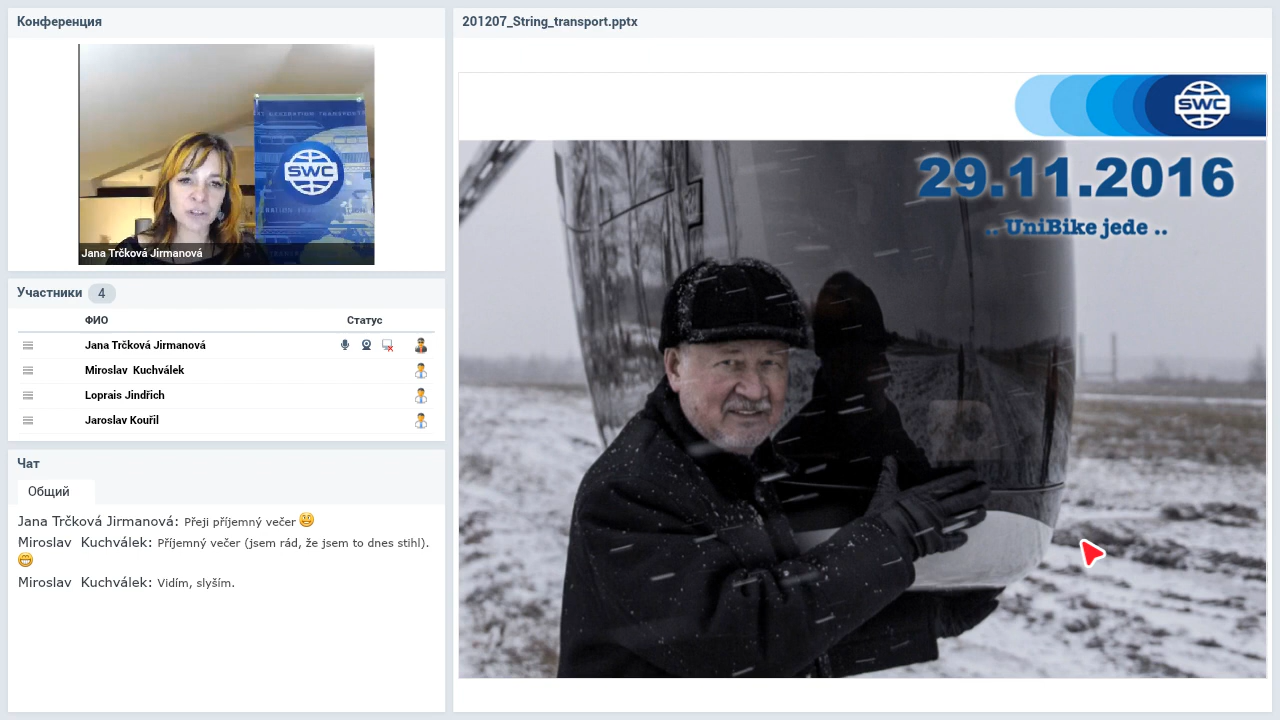 Конференция
SWC
Jana Trčková Jirmanová
Участники 4
ФИО Статус
Jana Trčková Jirmanová
Miroslav Kuchválek
Loprais Jindřich
Jaroslav Kouřil
Чат
Общий
Jana Trčková Jirmanová: Přeji příjemný večer
Miroslav Kuchválek: Příjemný večer (jsem rád, že jsem to dnes stihl).
Miroslav Kuchválek: Vidím, slyším.
201207_String_transport.pptx
SWC
29.11.2016
.. UniBike jede ..